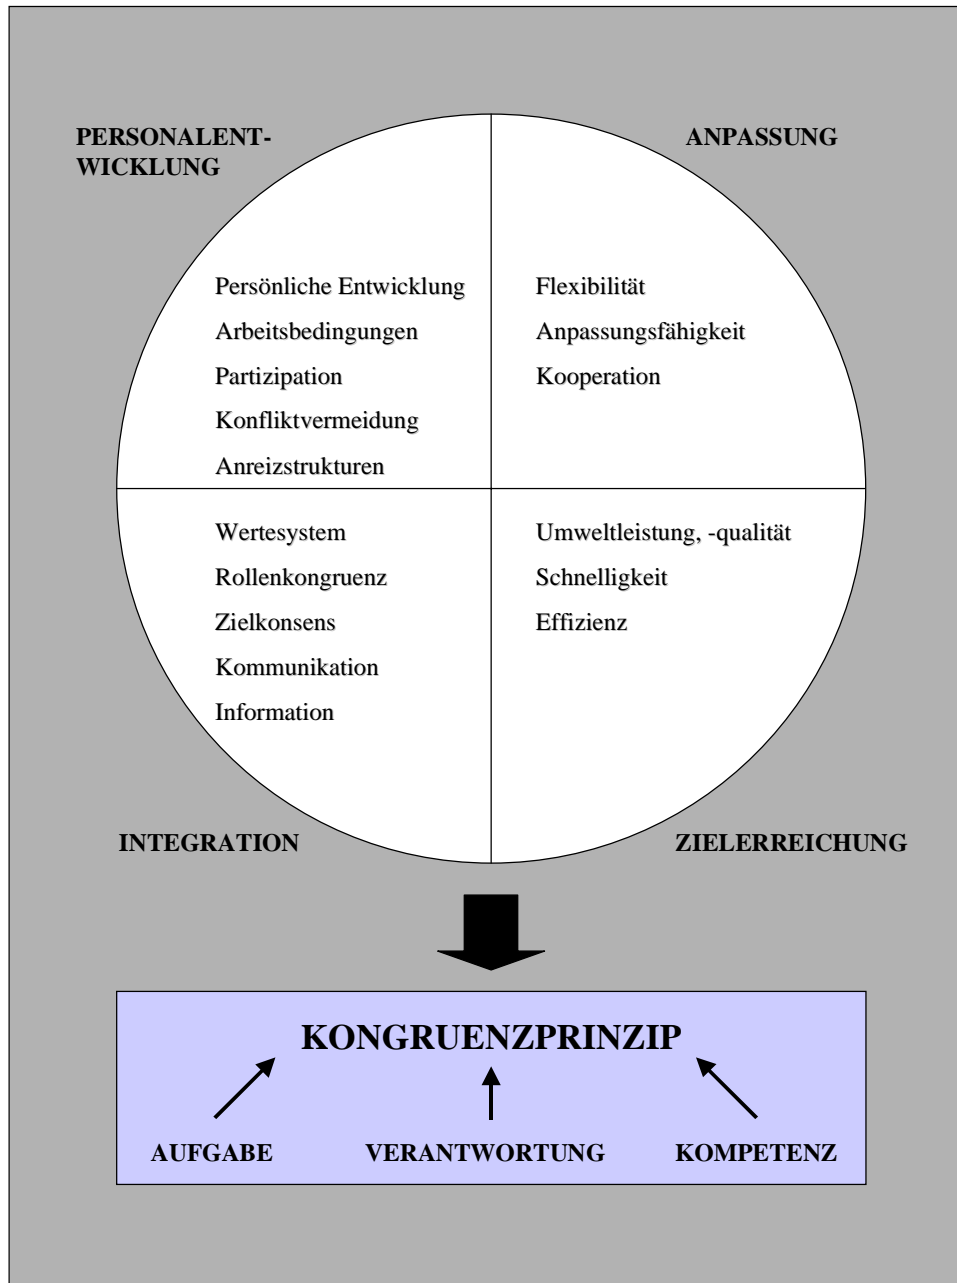 PERSONALENT-
WICKLUNG
ANPASSUNG
Persönliche Entwicklung
Arbeitsbedingungen
Partizipation
Konfliktvermeidung
Anreizstrukturen
Flexibilität
Anpassungsfähigkeit
Kooperation
Wertesystem
Rollenkongruenz
Zielkonsens
Kommunikation
Information
Umweltleistung, -qualität
Schnelligkeit
Effizienz
INTEGRATION
ZIELERREICHUNG
KONGRUENZPRINZIP
AUFGABE
VERANTWORTUNG
KOMPETENZ